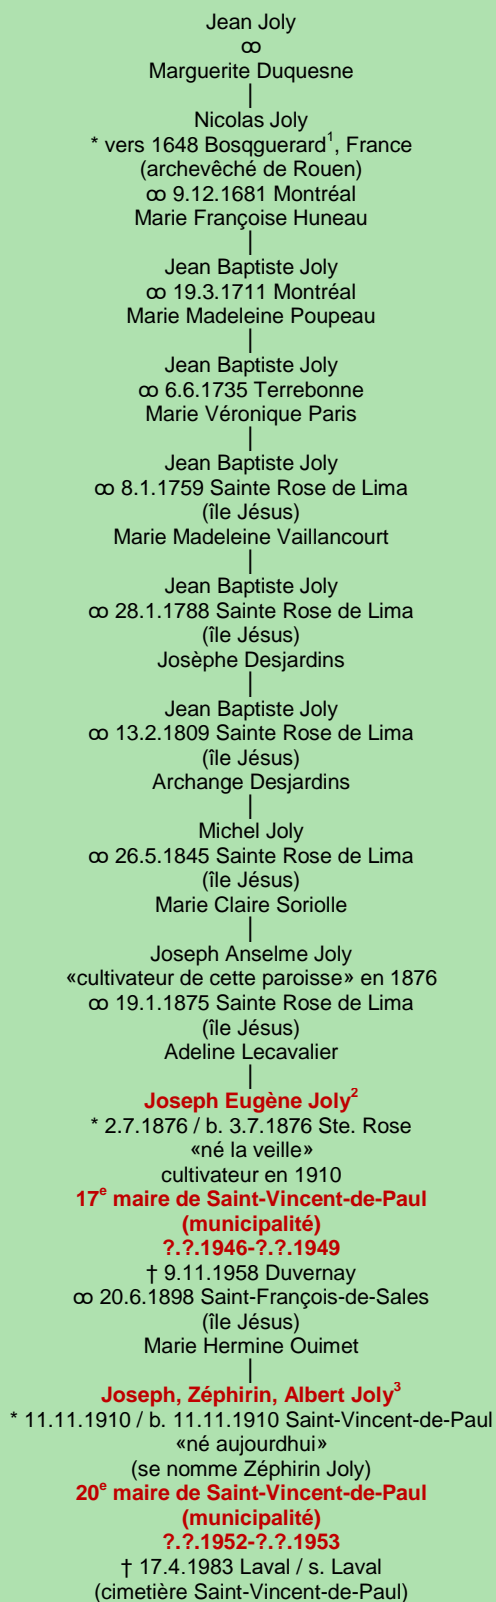 Jean Joly
ꝏ
Marguerite Duquesne
|
Nicolas Joly
* vers 1648 Bosqguerard¹, France
(archevêché de Rouen)
ꝏ 9.12.1681 Montréal
Marie Françoise Huneau
|
Jean Baptiste Joly
ꝏ 19.3.1711 Montréal
Marie Madeleine Poupeau
|
Jean Baptiste Joly
ꝏ 6.6.1735 Terrebonne
Marie Véronique Paris
|
Jean Baptiste Joly
ꝏ 8.1.1759 Sainte Rose de Lima
(île Jésus)
Marie Madeleine Vaillancourt
|
Jean Baptiste Joly
ꝏ 28.1.1788 Sainte Rose de Lima
(île Jésus)
Josèphe Desjardins
|
Jean Baptiste Joly
ꝏ 13.2.1809 Sainte Rose de Lima
(île Jésus)
Archange Desjardins
|
Michel Joly
ꝏ 26.5.1845 Sainte Rose de Lima
(île Jésus)
Marie Claire Soriolle
|
Joseph Anselme Joly
«cultivateur de cette paroisse» en 1876
ꝏ 19.1.1875 Sainte Rose de Lima
(île Jésus)
Adeline Lecavalier
|
Joseph Eugène Joly²
* 2.7.1876 / b. 3.7.1876 Ste. Rose
«né la veille»
cultivateur en 1910
17ᵉ maire de Saint-Vincent-de-Paul
(municipalité)
?.?.1946-?.?.1949
† 9.11.1958 Duvernay
ꝏ 20.6.1898 Saint-François-de-Sales
(île Jésus)
Marie Hermine Ouimet
|
Joseph, Zéphirin, Albert Joly³
* 11.11.1910 / b. 11.11.1910 Saint-Vincent-de-Paul
«né aujourdhui»
(se nomme Zéphirin Joly)
20ᵉ maire de Saint-Vincent-de-Paul
(municipalité)
?.?.1952-?.?.1953
† 17.4.1983 Laval / s. Laval
(cimetière Saint-Vincent-de-Paul)